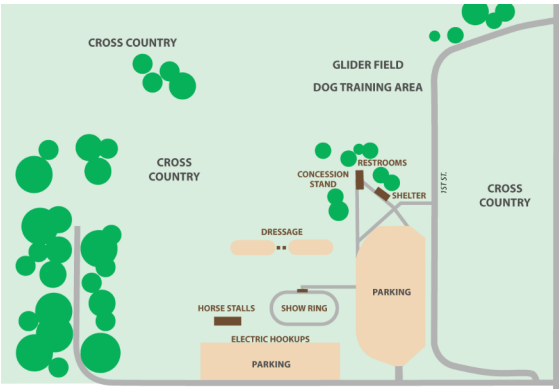 CROSS COUNTRY
GLIDER FIELD
DOG TRAINING AREA
CROSS
COUNTRY
RESTROOMS
CONCESSION
STAND
SHELTER
1ST ST.
CROSS
COUNTRY
DRESSAGE
PARKING
HORSE STALLS
SHOW RING
ELECTRIC HOOKUPS
PARKING